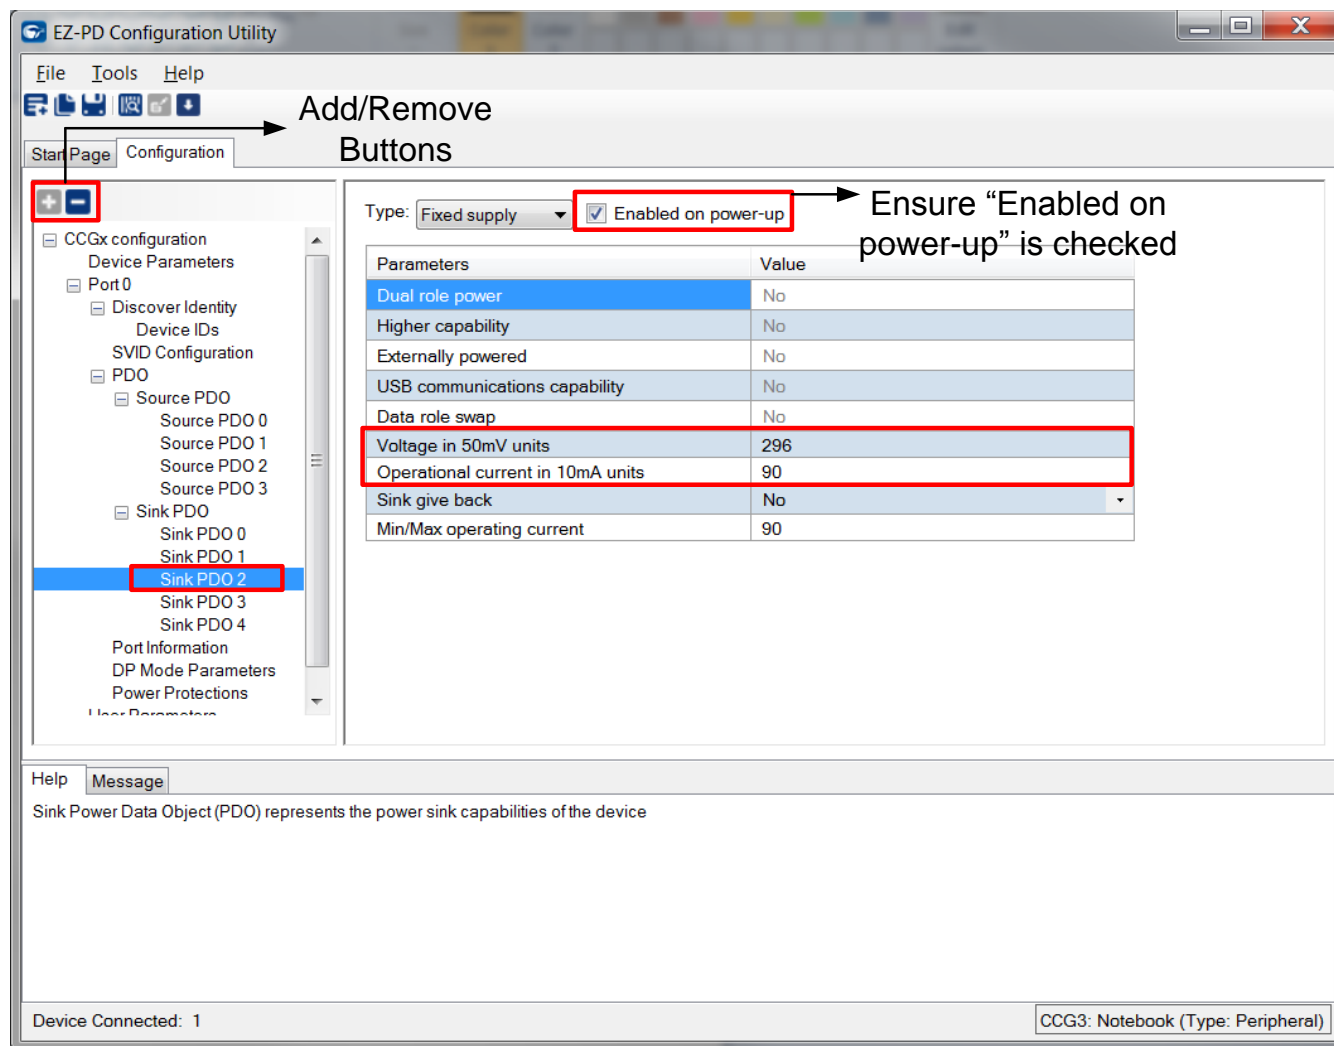 EZ-PD Configuration Utility
File Tools Help
Add/Remove
Buttons
Start Page Configuration
Type: Fixed supply Enabled on power-up
Ensure “Enabled on
power-up” is checked
CCGx configuration
Device Parameters
Port 0
Discover Identity
Device IDs
SVID Configuration
PDO
Source PDO
Source PDO 0
Source PDO 1
Source PDO 2
Source PDO 3
Sink PDO
Sink PDO 0
Sink PDO 1
Sink PDO 2
Sink PDO 3
Sink PDO 4
Port Information
DP Mode Parameters
Power Protections
User Parameters
Parameters Value
Dual role power No
Higher capability No
Externally powered No
USB communications capability No
Data role swap No
Voltage in 50mV units 296
Operational current in 10mA units 90
Sink give back No
Min/Max operating current 90
Help Message
Sink Power Data Object (PDO) represents the power sink capabilities of the device
Device Connected: 1
CCG3: Notebook (Type: Peripheral)